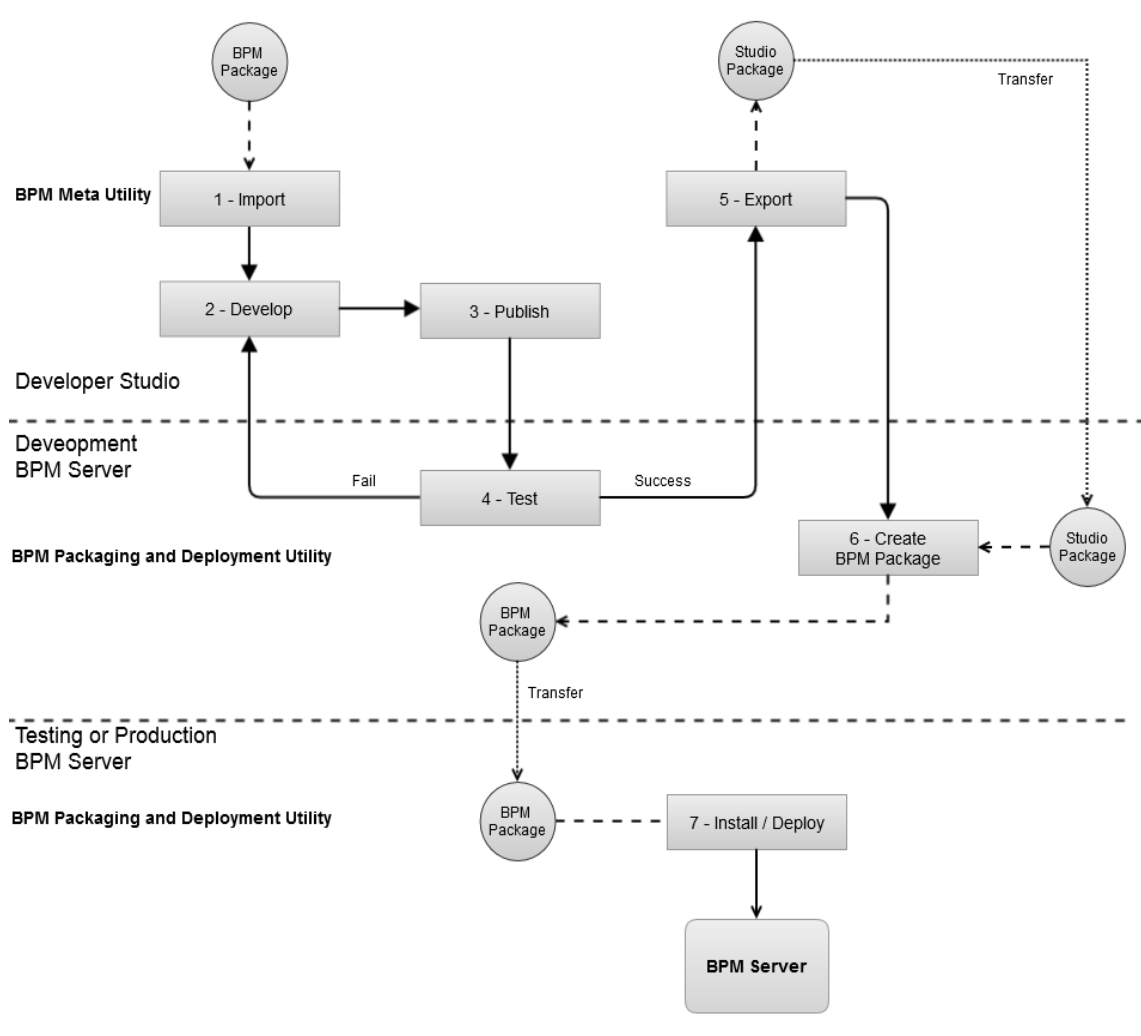 BPM
Package
Studio
Package
Transfer
BPM Meta Utility
1 - Import
5 - Export
2 - Develop
3 - Publish
Developer Studio
Deveopment
BPM Server
Fail
4 - Test
Success
6 - Create
BPM Package
Studio
Package
BPM Packaging and Deployment Utility
BPM
Package
Transfer
Testing or Production
BPM Server
BPM Packaging and Deployment Utility
BPM
Package
7 - Install / Deploy
BPM Server